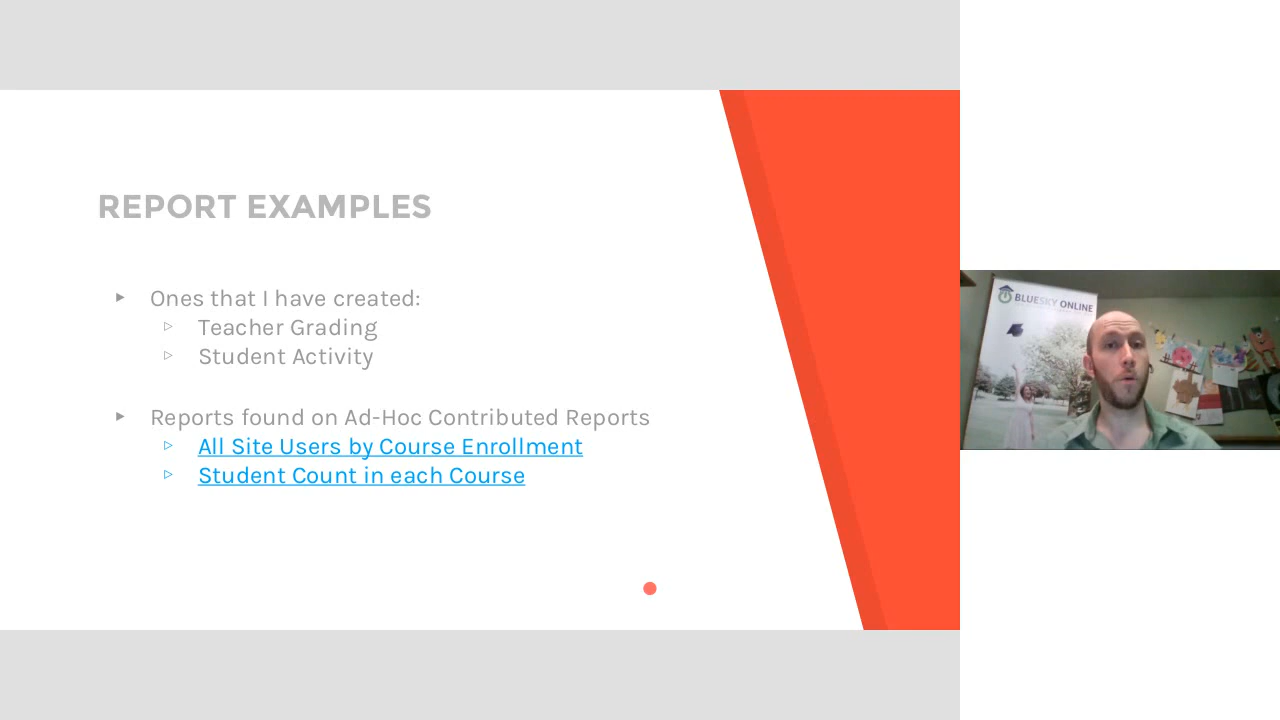 REPORT EXAMPLES
Ones that I have created:
Teacher Grading
Student Activity
Reports found on Ad-Hoc Contributed Reports
All Site Users by Course Enrollment
Student Count in each Course
BLUESKY ONLINE